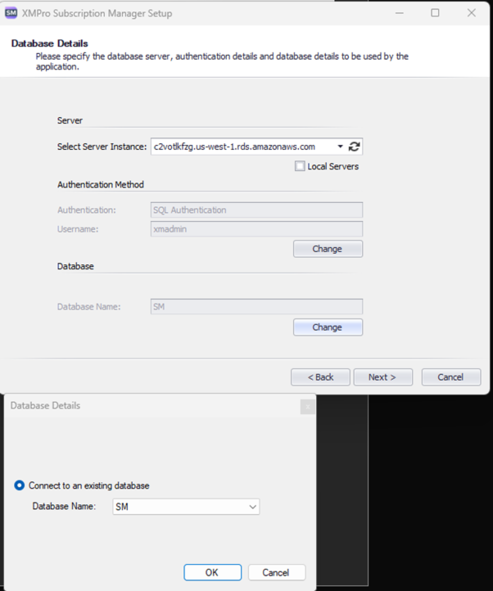 SM XMPro Subscription Manager Setup
Database Details
Please specify the database server, authentication details and database details to be used by the
application.
Server
Select Server Instance: c2votlkfzg.us-west-1.rds.amazonaws.com
Local Servers
Authentication Method
Authentication: SQL Authentication
Username: xmadmin
Change
Database
Database Name: SM
Change
< Back Next > Cancel
Database Details
Connect to an existing database
Database Name: SM
OK Cancel